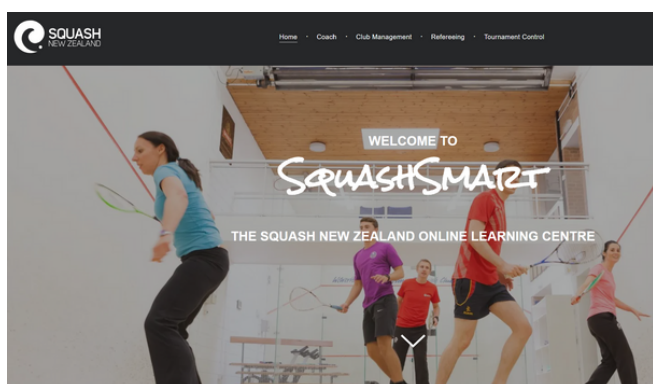 SQUASH
NEW ZEALAND
Home · Coach · Club Management · Refereeing · Tournament Control
WELCOME TO
SQUASHSMART
THE SQUASH NEW ZEALAND ONLINE LEARNING CENTRE